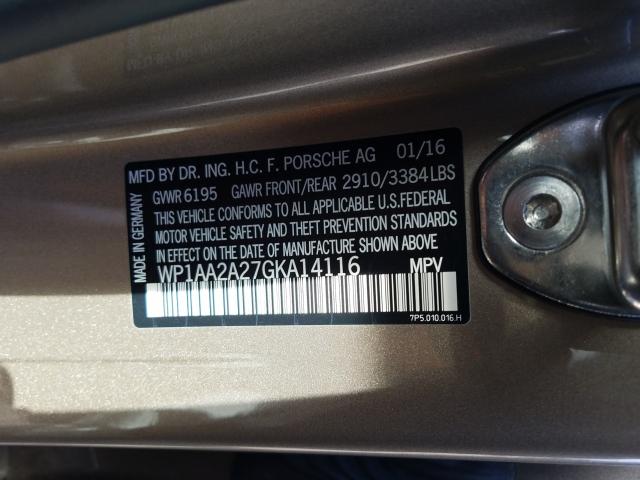 MFD BY DR. ING. H.C. F. PORSCHE AG 01/16
GVWR 6195 GAWR FRONT/REAR 2910/3384LBS
THIS VEHICLE CONFORMS TO ALL APPLICABLE U.S.FEDERAL
MOTOR VEHICLE SAFETY AND THEFT PREVENTION STANDARDS
IN EFFECT ON THE DATE OF MANUFACTURE SHOWN ABOVE
WP1AA2A27GKA14116 MPV
7P5.010.016.H
MADE IN GERMANY